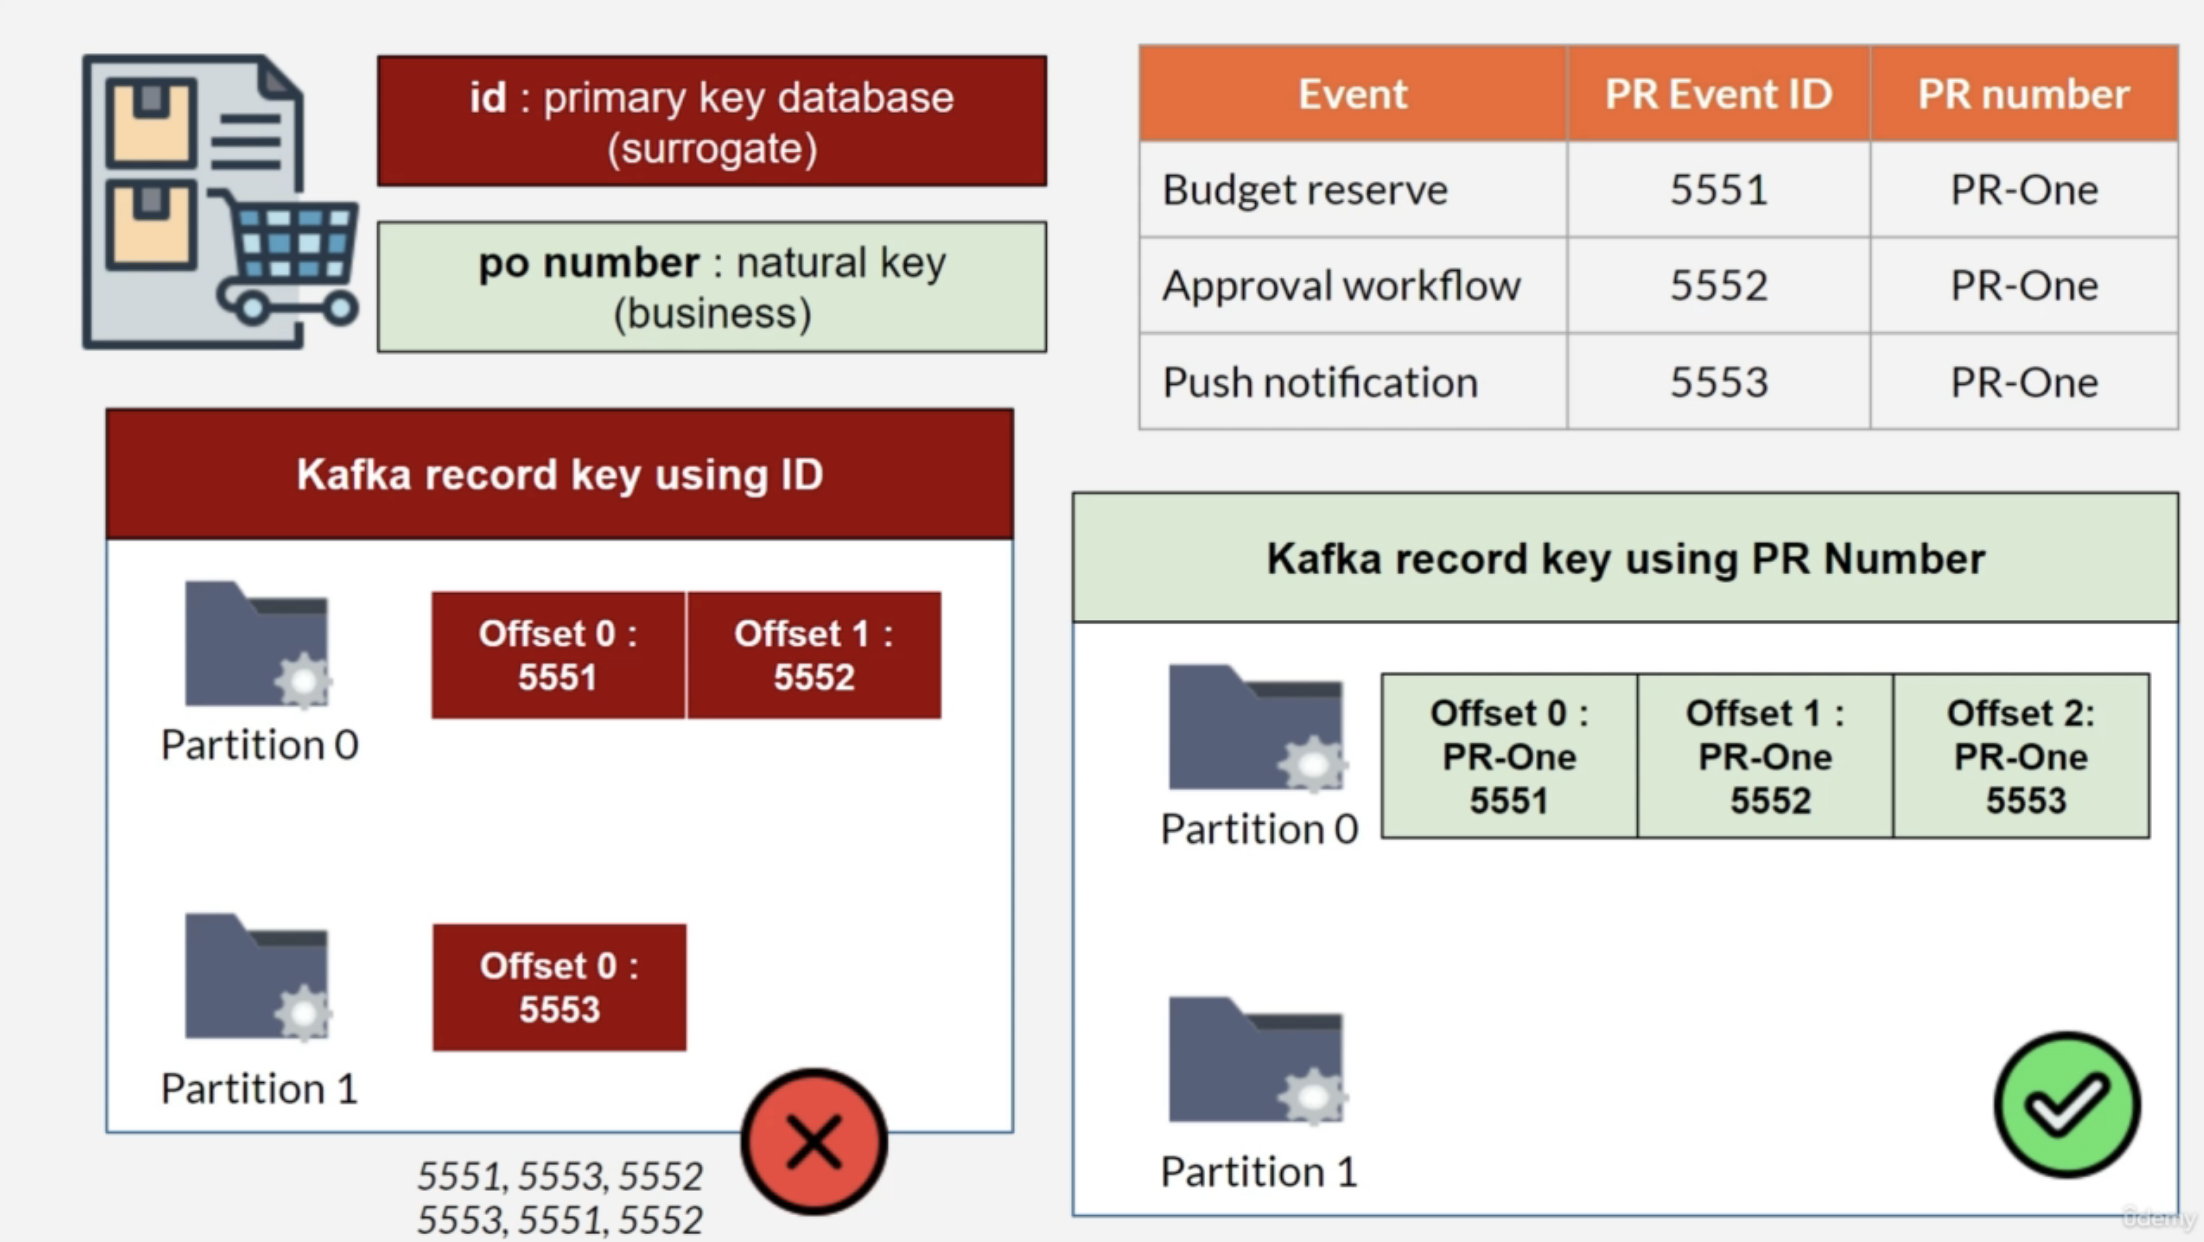 id : primary key database
(surrogate)
po number : natural key
(business)
Event PR Event ID PR number
Budget reserve 5551 PR-One
Approval workflow 5552 PR-One
Push notification 5553 PR-One
Kafka record key using ID
Offset 0 :
5551
Offset 1 :
5552
Partition 0
Offset 0 :
5553
Partition 1
5551, 5553, 5552
5553, 5551, 5552
Kafka record key using PR Number
Offset 0 :
PR-One
5551
Offset 1 :
PR-One
5552
Offset 2:
PR-One
5553
Partition 0
Partition 1
ûdemy